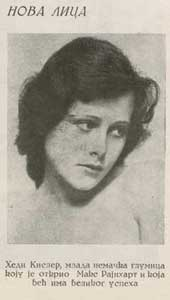 НОВА ЛИЦА
Хеди Кислер, млада немачка глумица
коју је открио Макс Рајнхарт и која
већ има великог успеха